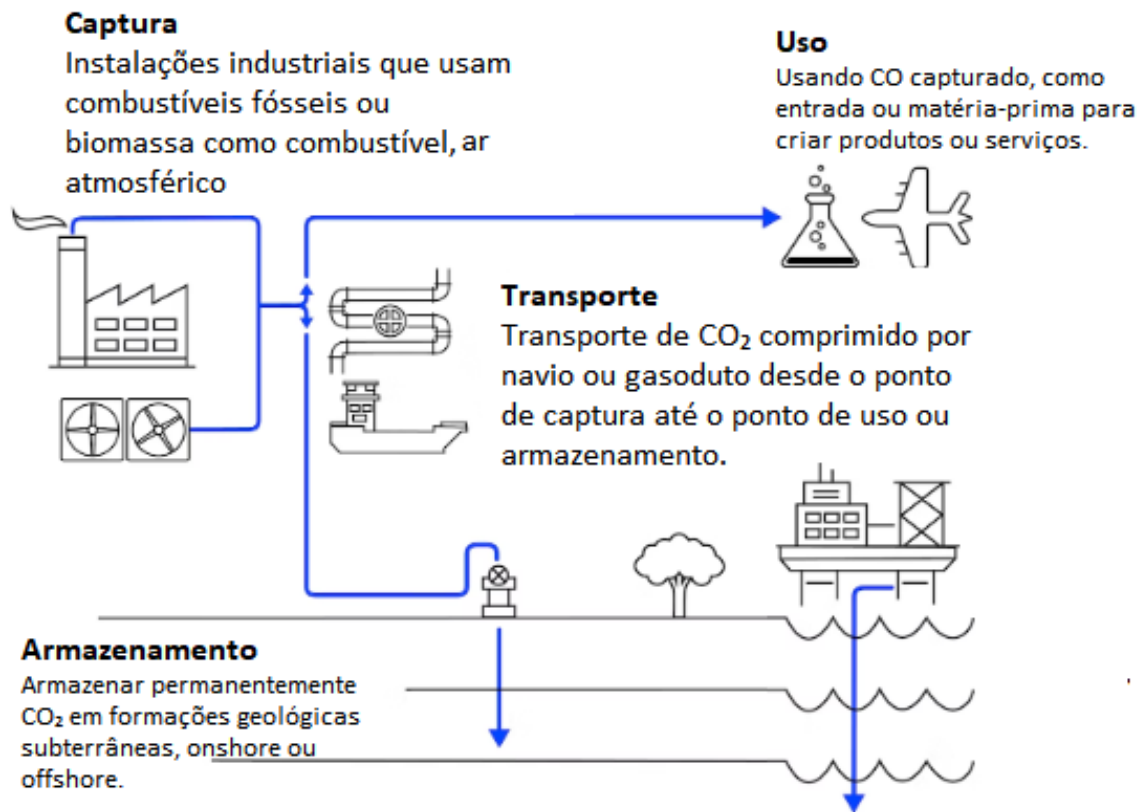 Captura
Instalações industriais que usam
combustíveis fósseis ou
biomassa como combustível, ar
atmosférico
Uso
Usando CO capturado, como
entrada ou matéria-prima para
criar produtos ou serviços.
Transporte
Transporte de CO₂ comprimido por
navio ou gasoduto desde o ponto
de captura até o ponto de uso ou
armazenamento.
Armazenamento
Armazenar permanentemente
CO₂ em formações geológicas
subterrâneas, onshore ou
offshore.